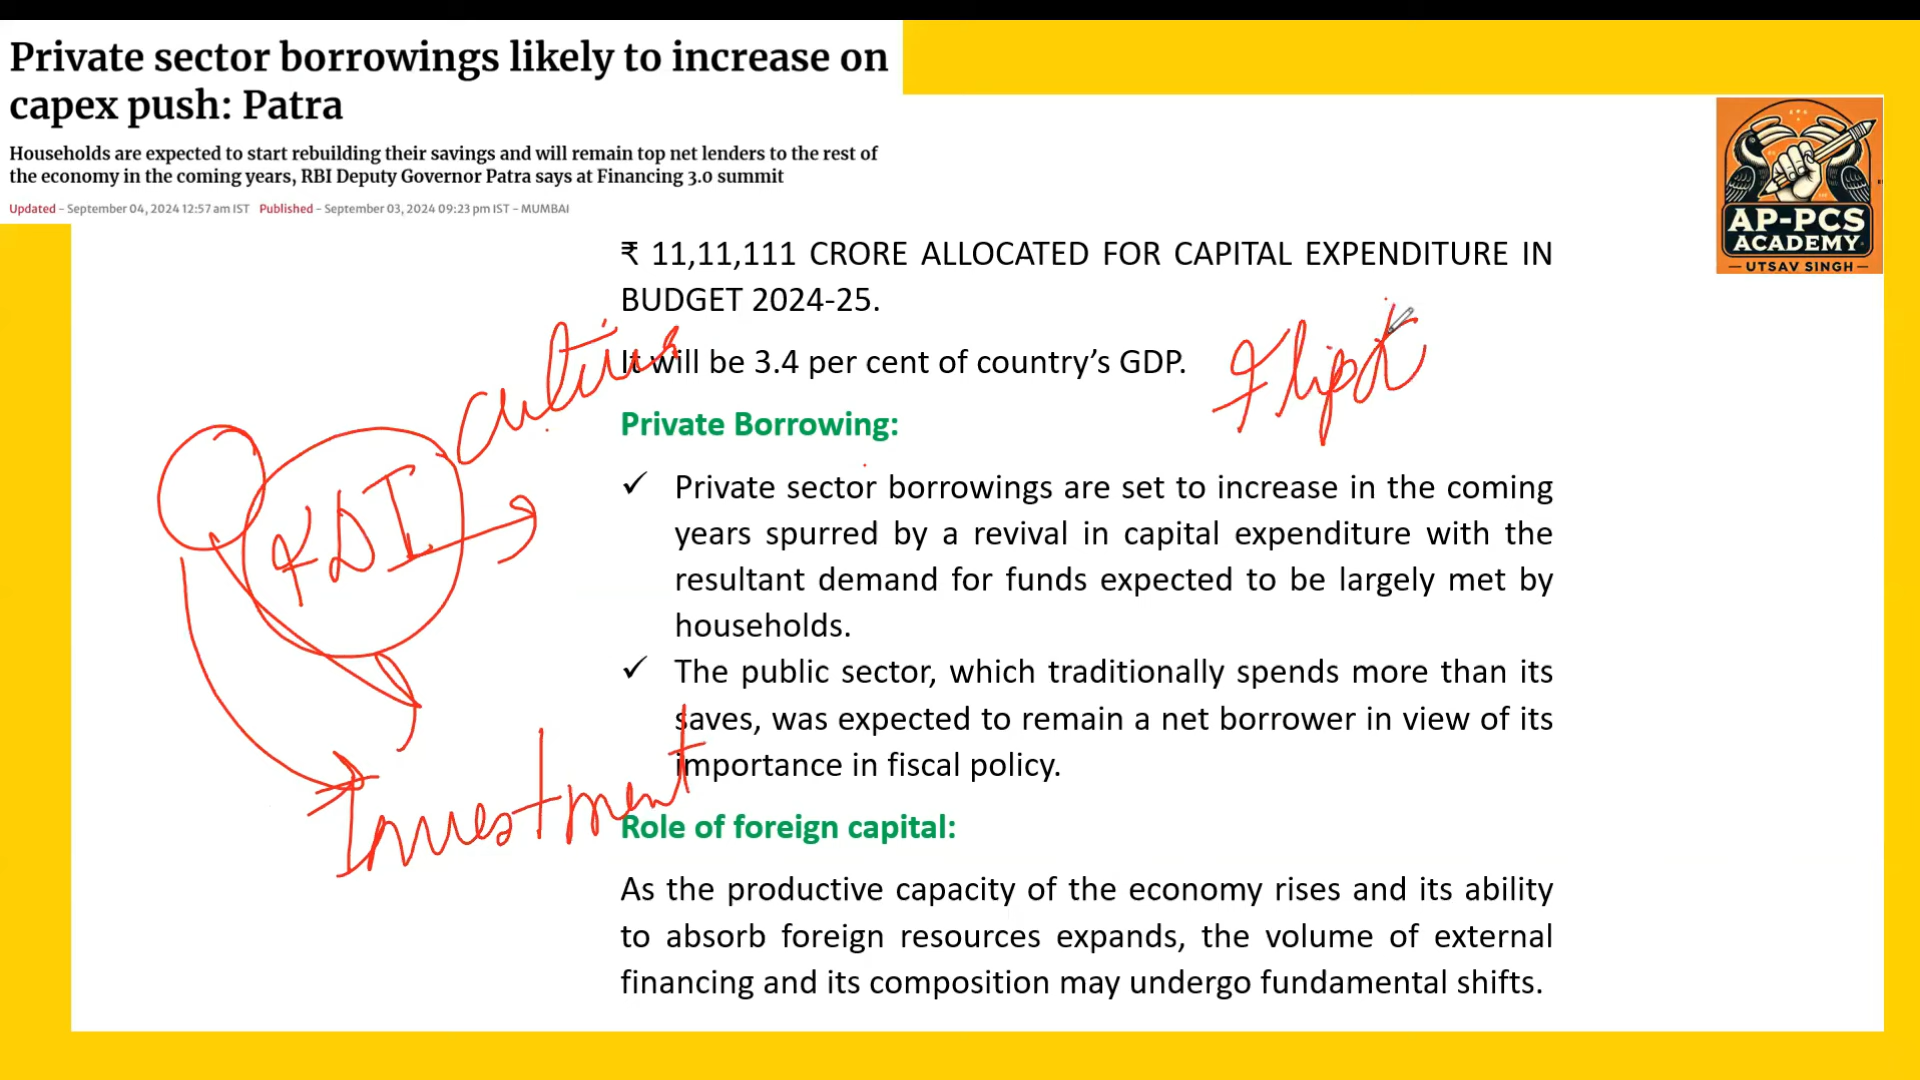 Private sector borrowings likely to increase on
capex push: Patra
Households are expected to start rebuilding their savings and will remain top net lenders to the rest of
the economy in the coming years, RBI Deputy Governor Patra says at Financing 3.0 summit
Updated - September 04, 2024 12:57 am IST Published - September 03, 2024 09:23 pm IST - MUMBAI
AP-PCS
ACADEMY
— UTSAV SINGH —
₹ 11,11,111 CRORE ALLOCATED FOR CAPITAL EXPENDITURE IN
BUDGET 2024-25.
It will be 3.4 per cent of country's GDP.
Private Borrowing:
✓ Private sector borrowings are set to increase in the coming
years spurred by a revival in capital expenditure with the
resultant demand for funds expected to be largely met by
households.
✓ The public sector, which traditionally spends more than its
saves, was expected to remain a net borrower in view of its
importance in fiscal policy.
Investment
Role of foreign capital:
As the productive capacity of the economy rises and its ability
to absorb foreign resources expands, the volume of external
financing and its composition may undergo fundamental shifts.